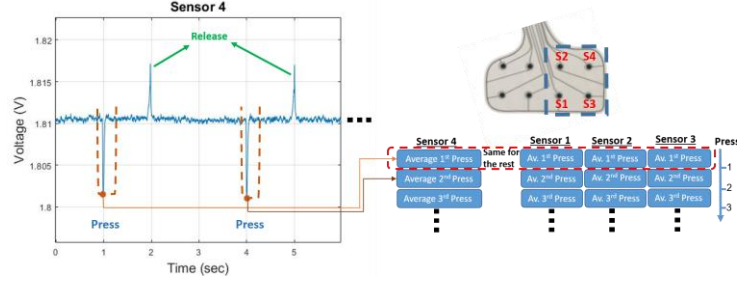 Sensor 4
Voltage (V)
1.82
1.815
1.81
1.805
1.8
Release
Press
Press
0
1
2
3
4
5
Time (sec)
S2
S4
S1
S3
Sensor 4
Same for
the rest
Sensor 1
Sensor 2
Sensor 3
Press
Average 1st Press
Av. 1st Press
Av. 1st Press
Av. 1st Press
1
Average 2nd Press
Av. 2nd Press
Av. 2nd Press
Av. 2nd Press
2
Average 3rd Press
Av. 3rd Press
Av. 3rd Press
Av. 3rd Press
3